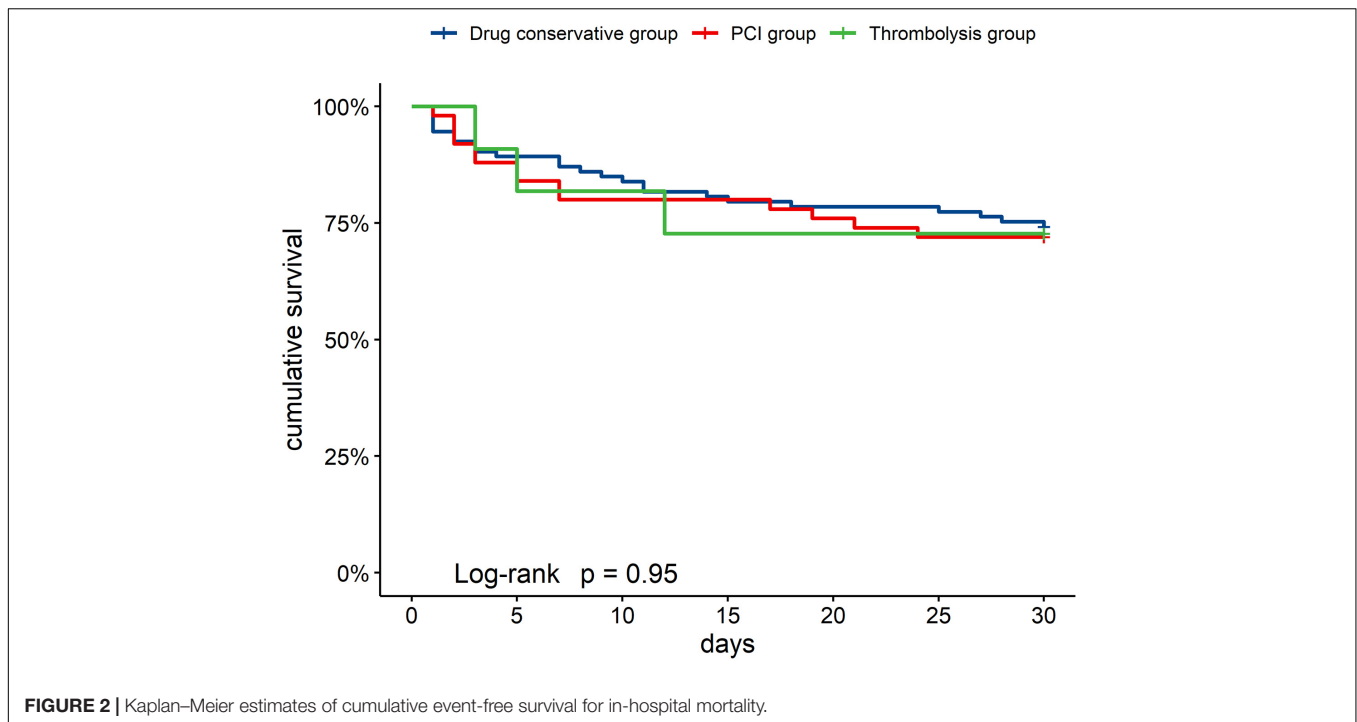 Drug conservative group PCI group Thrombolysis group
100%
75%
50%
25%
0%
cumulative survival
Log-rank p = 0.95
0 5 10 15 20 25 30
days
FIGURE 2 | Kaplan–Meier estimates of cumulative event-free survival for in-hospital mortality.